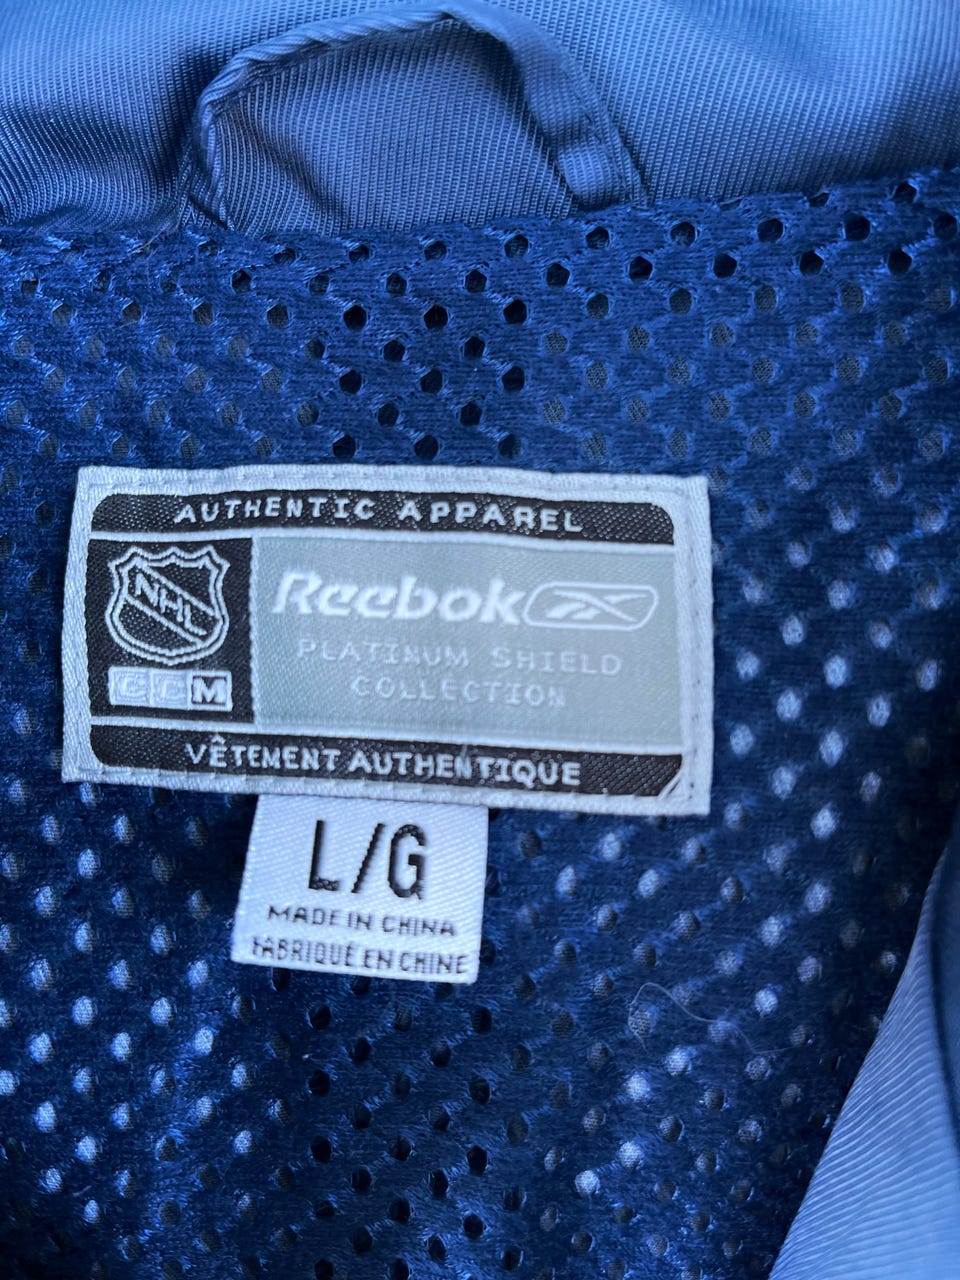 AUTHENTIC APPAREL
NHL
CCM
Reebok
PLATINUM SHIELD
COLLECTION
VÊTEMENT AUTHENTIQUE
L/G
MADE IN CHINA
FABRIQUÉ EN CHINE